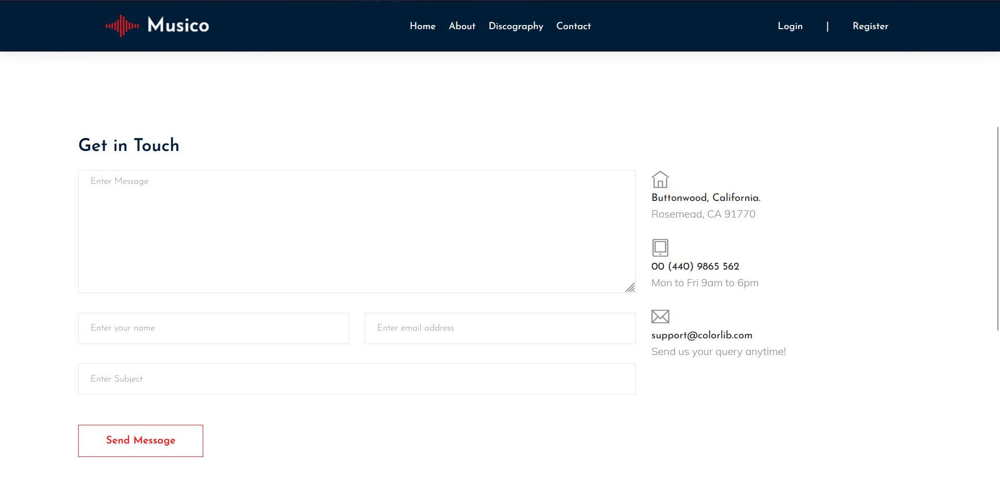 Musico
Home About Discography Contact
Login | Register
Get in Touch
Enter Message
Enter your name
Enter email address
Enter Subject
Send Message
Buttonwood, California.
Rosemead, CA 91770
00 (440) 9865 562
Mon to Fri 9am to 6pm
support@colorlib.com
Send us your query anytime!